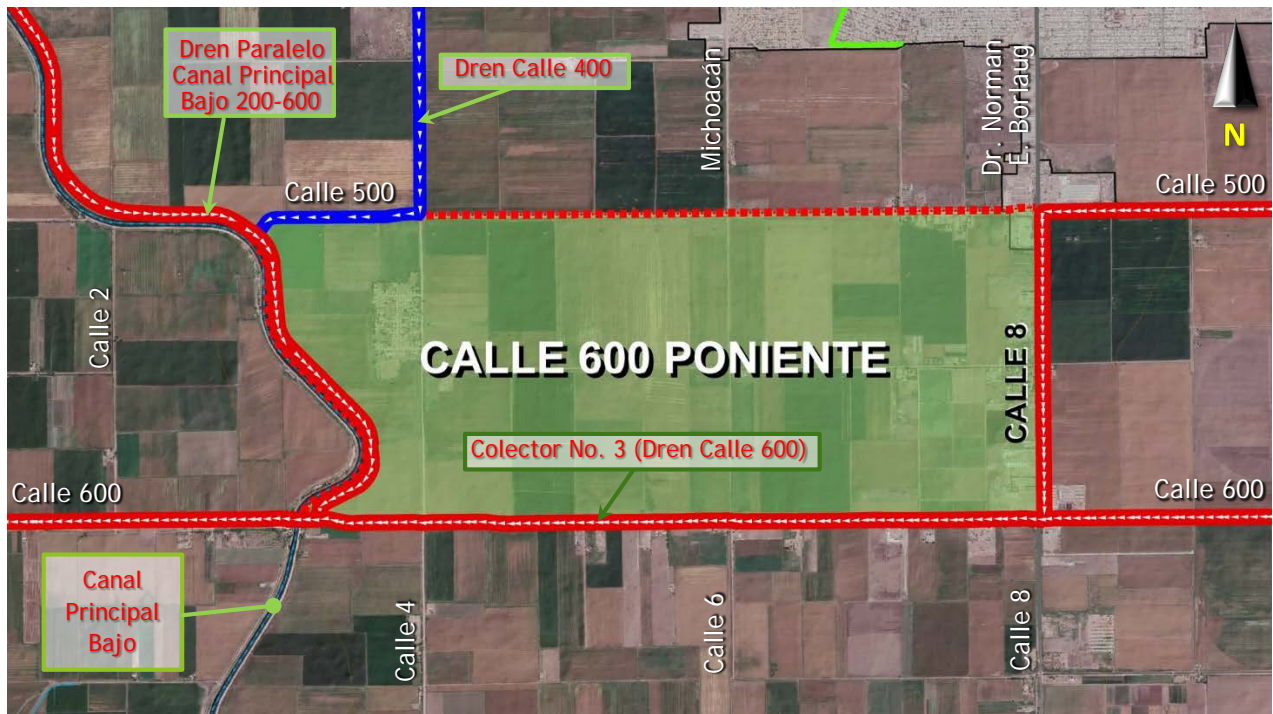 Dren Paralelo
Canal Principal
Bajo 200-600
Dren Calle 400
Michoacán
Dr. Norman
E. Borlaug
N
Calle 500
Calle 500
Calle 2
CALLE 600 PONIENTE
CALLE 8
Colector No. 3 (Dren Calle 600)
Calle 600
Calle 600
Canal
Principal
Bajo
Calle 4
Calle 6
Calle 8